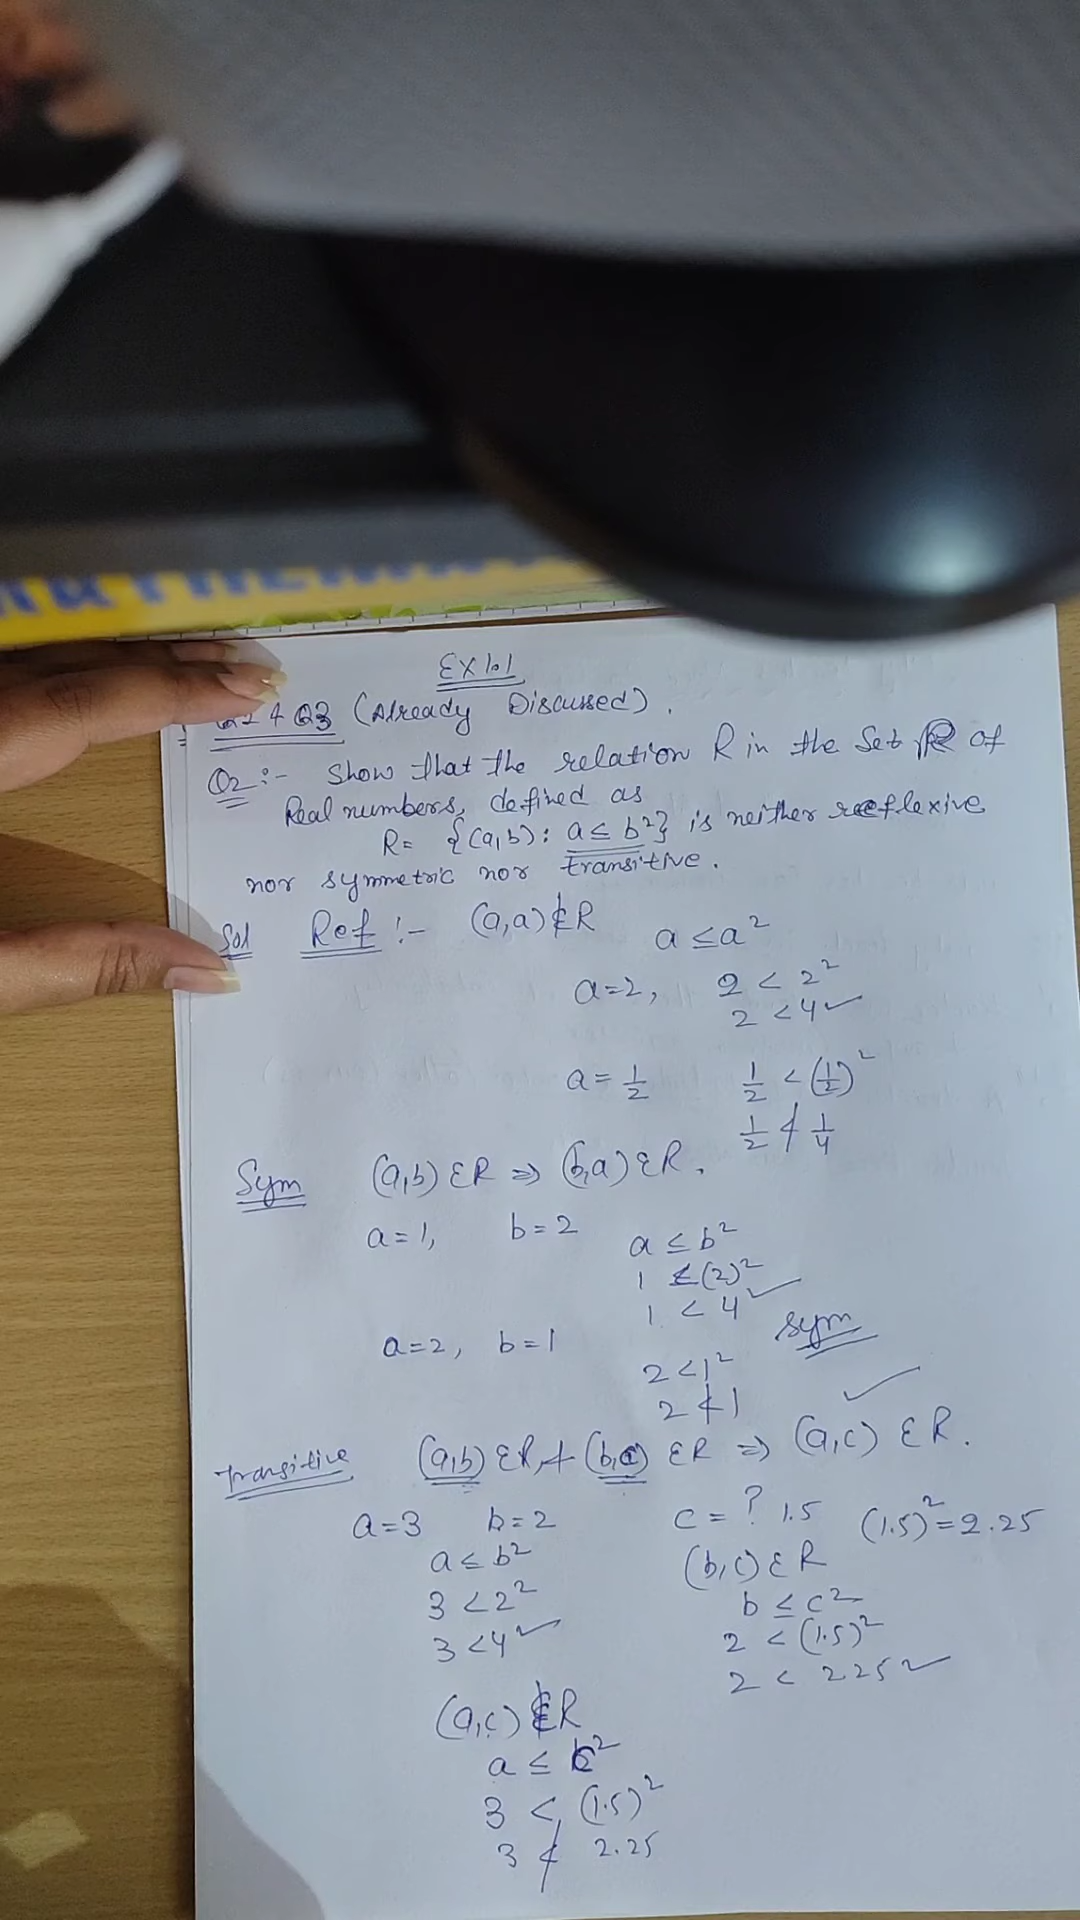 Ex 1.1
& Q3 (Already Discussed).
Q2:- Show that the relation R in the Set R of
Real numbers, defined as
R = {(a,b): a ≤ b²} is neither reflexive
nor symmetric nor transitive.
Sol Ref :- (a,a) ∉ R a ≤ a²
a=2, 2 < 2²
2 < 4 ✓
a = 1/2 1/2 < (1/2)²
1/2 ≮ 1/4
Sym (a,b) ∈ R ⇒ (b,a) ∈ R.
a = 1, b = 2 a ≤ b²
1 ≤ (2)²
1 < 4 ✓
a=2, b=1 Sym
2 < 1²
2 ≮ 1 ✓
Transitive (a,b) ∈ R, & (b,c) ∈ R ⇒ (a,c) ∈ R.
a=3 b=2 c = ? 1.5 (1.5)² = 2.25
a ≤ b² (b,c) ∈ R
3 < 2² b ≤ c²
3 < 4 ✓ 2 < (1.5)²
2 < 2.25 ✓
(a,c) ∉ R
a ≤ c²
3 < (1.5)²
3 ≮ 2.25